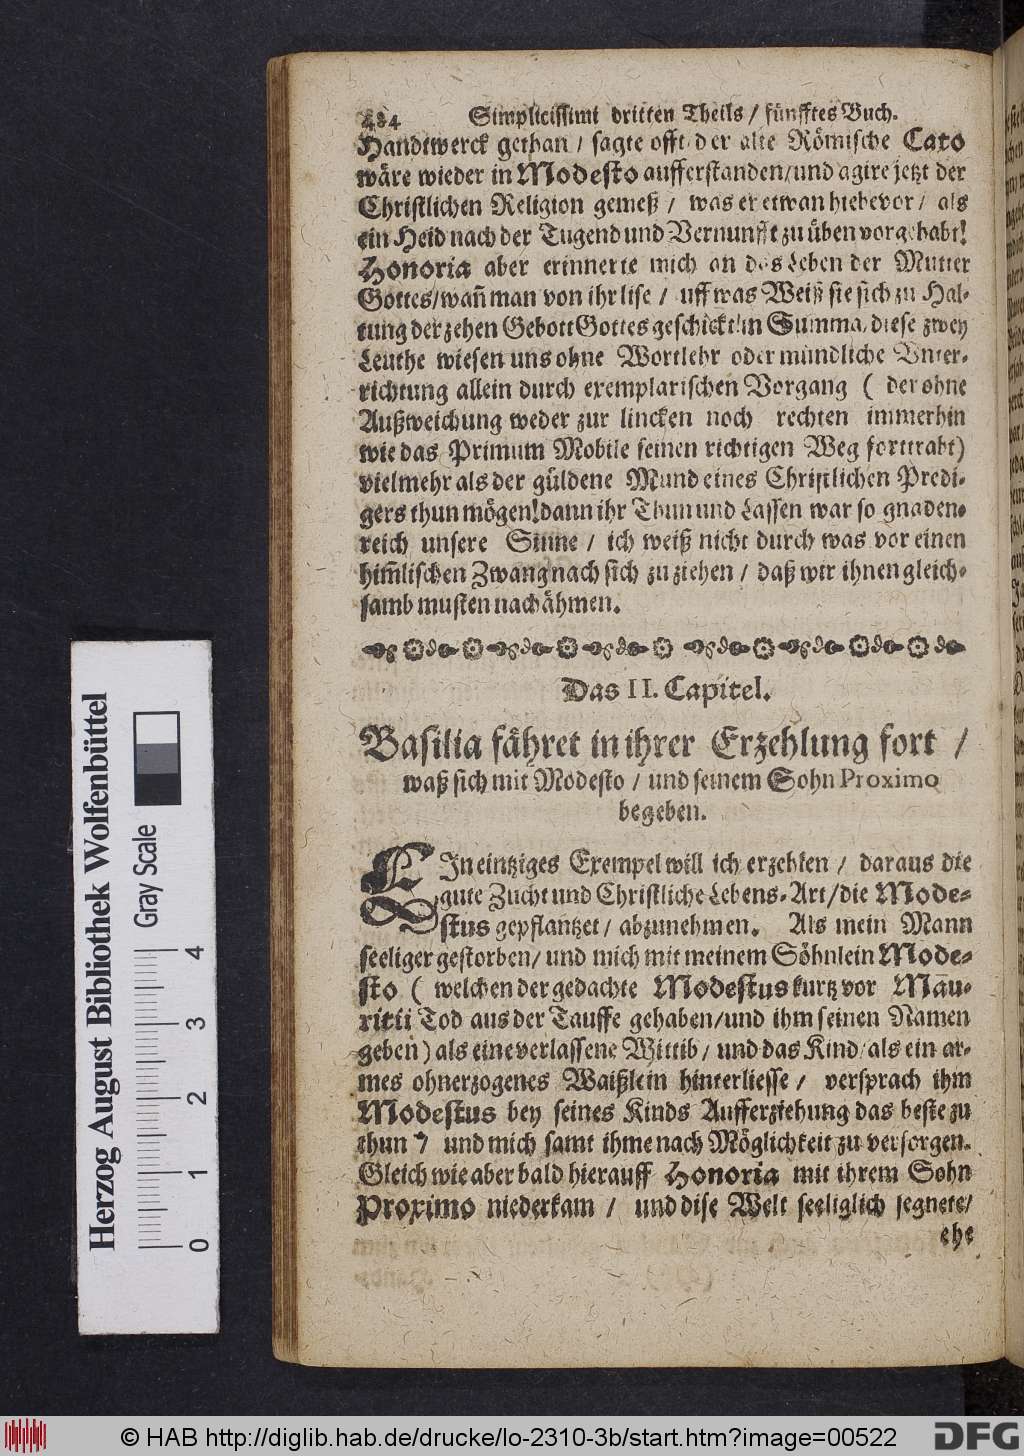 484 Simplicissimi dritten Theils / fünfftes Buch.
Handtwerck gethan / sagte offt / der alte Römische Cato
wäre wieder in Modesto aufferstanden / und agire jetzt der
Christlichen Religion gemeß / was er etwan hiebevor / als
ein Heid nach der Tugend und Vernunfft zu üben vorgehabt!
Honoria aber erinnerte mich an das Leben der Mutter
Gottes / wañ man von ihr lise / uff was Weiß sie sich zu Hal-
tung der zehen Gebott Gottes geschickt! in Summa, diese zwey
Leuthe wiesen uns ohne Wortlehr oder mündliche Unter-
richtung allein durch exemplarischen Vorgang ( der ohne
Außweichung weder zur lincken noch rechten immerhin
wie das Primum Mobile seinen richtigen Weg forttrabt)
vielmehr als der güldene Mund eines Christlichen Predi-
gers thun mögen! dann ihr Thun und Lassen war so gnaden-
reich unsere Sinne / ich weiß nicht durch was vor einen
him̃lischen Zwang nach sich zu ziehen / daß wir ihnen gleich-
samb musten nachähmen.
Das II. Capitel.
Basilia fähret in ihrer Erzehlung fort /
waß sich mit Modesto / und seinem Sohn Proximo
begeben.
EIn eintziges Exempel will ich erzehlen / daraus die
gute Zucht und Christliche Lebens-Art / die Mode-
stus gepflantzet / abzunehmen. Als mein Mann
seeliger gestorben / und mich mit meinem Söhnlein Mode-
sto ( welchen der gedachte Modestus kurtz vor Mau-
ritii Tod aus der Tauffe gehaben / und ihm seinen Namen
geben ) als eine verlassene Wittib / und das Kind / als ein ar-
mes ohnerzogenes Waißlein hinterliesse / versprach ihm
Modestus bey seines Kinds Aufferziehung das beste zu
thun / und mich samt ihme nach Möglichkeit zu versorgen.
Gleich wie aber bald hierauff Honoria mit ihrem Sohn
Proximo niederkam / und dise Welt seeliglich segnete /
ehe
Herzog August Bibliothek Wolfenbüttel
Gray Scale
0 1 2 3 4
© HAB http://diglib.hab.de/drucke/lo-2310-3b/start.htm?image=00522
DFG